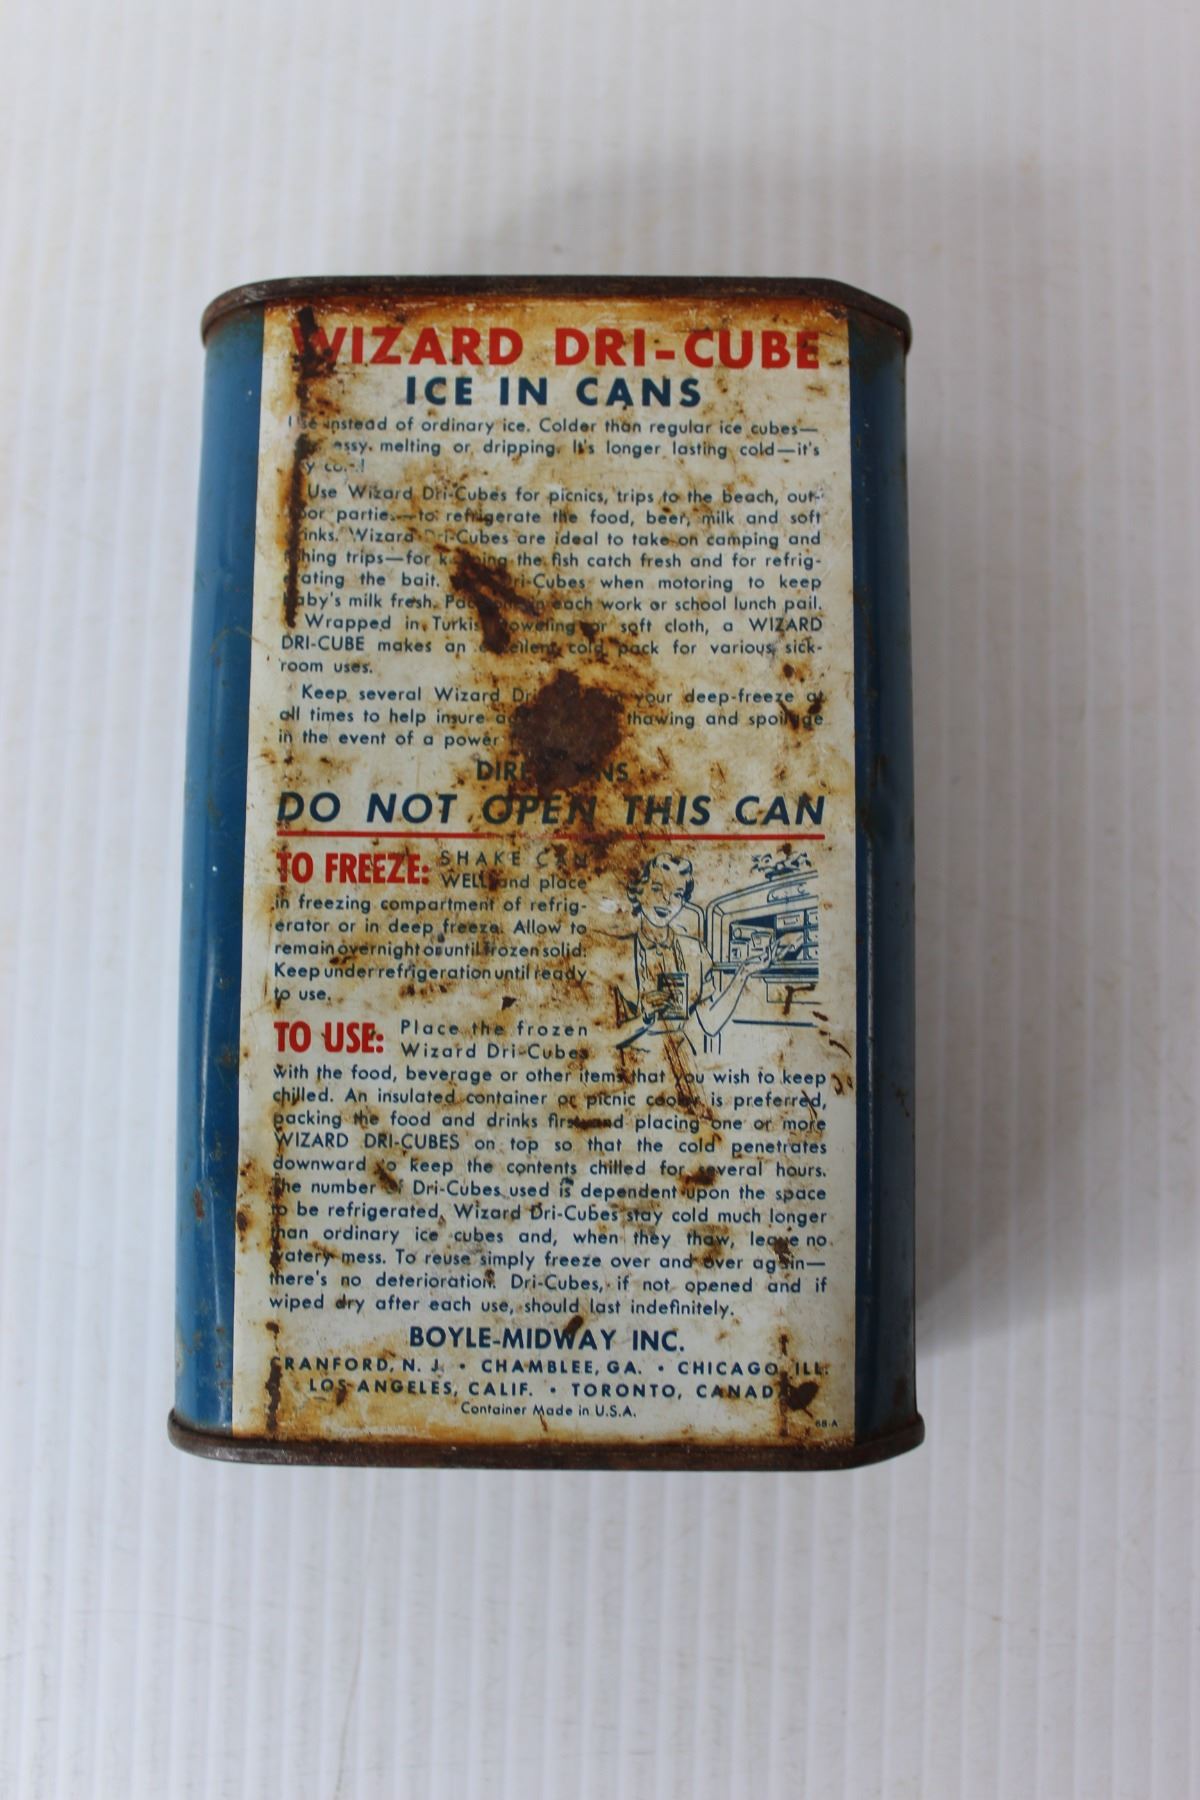 WIZARD DRI-CUBE
ICE IN CANS
Use instead of ordinary ice. Colder than regular ice cubes—
melting or dripping. It's longer lasting cold—it's
Use Wizard Dri-Cubes for picnics, trips to the beach, out-
parties—to refrigerate the food, beer, milk and soft
Wizard Dri-Cubes are ideal to take on camping and
trips—for the fish catch fresh and for refrig-
erating the bait. Dri-Cubes when motoring to keep
baby's milk fresh. in each work or school lunch pail.
Wrapped in Turkish toweling or soft cloth, a WIZARD
DRI-CUBE makes an excellent cold pack for various sick-
room uses.
Keep several Wizard your deep-freeze at
all times to help insure thawing and spoilage
in the event of a power
DIRECTIONS
DO NOT OPEN THIS CAN
TO FREEZE: SHAKE CAN
WELL and place
in freezing compartment of refrig-
erator or in deep freeze. Allow to
remain overnight or until frozen solid.
Keep under refrigeration until ready
to use.
TO USE: Place the frozen
Wizard Dri-Cubes
with the food, beverage or other items that you wish to keep
chilled. An insulated container or picnic cooler is preferred,
packing the food and drinks first and placing one or more
WIZARD DRI-CUBES on top so that the cold penetrates
downward to keep the contents chilled for several hours.
The number of Dri-Cubes used is dependent upon the space
to be refrigerated. Wizard Dri-Cubes stay cold much longer
than ordinary ice cubes and, when they thaw, leave no
watery mess. To reuse simply freeze over and over again—
there's no deterioration. Dri-Cubes, if not opened and if
wiped dry after each use, should last indefinitely.
BOYLE-MIDWAY INC.
CRANFORD, N. J. • CHAMBLEE, GA. • CHICAGO, ILL.
LOS ANGELES, CALIF. • TORONTO, CANADA
Container Made in U.S.A.
68-A